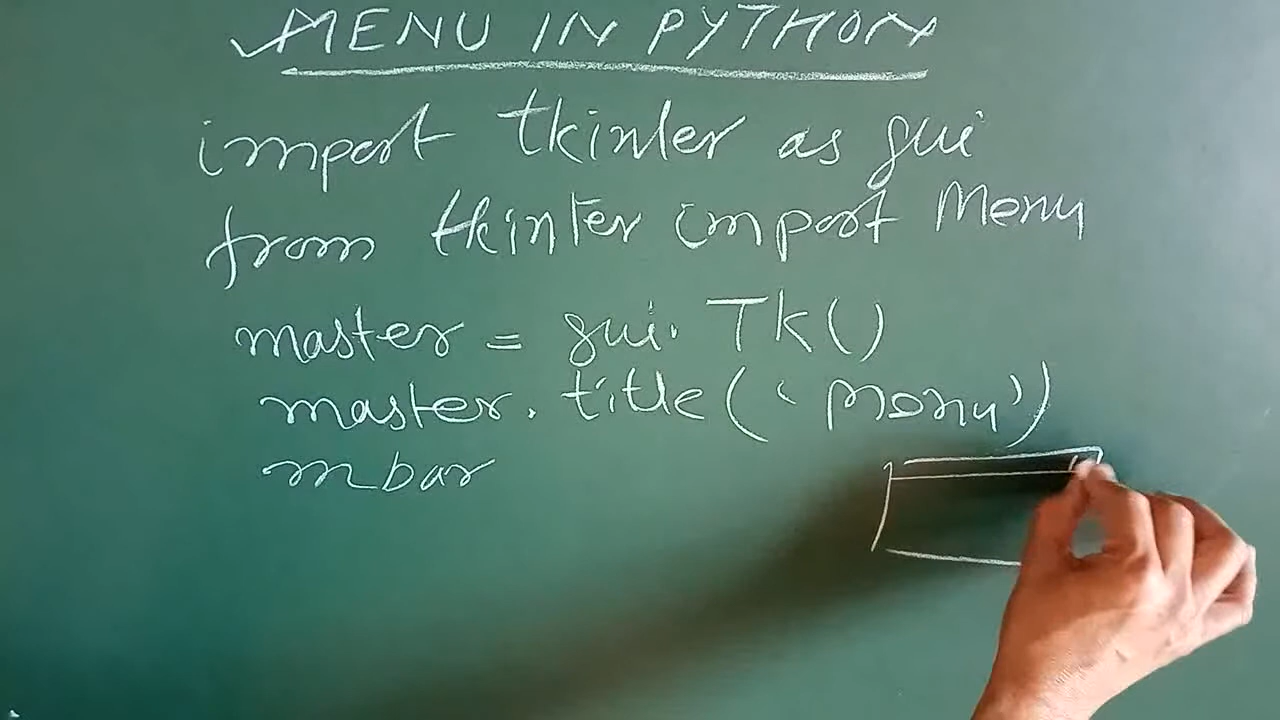 MENU IN PYTHON
import tkinter as gui
from tkinter import Menu
master = gui. Tk()
master. title('Menu')
mbar